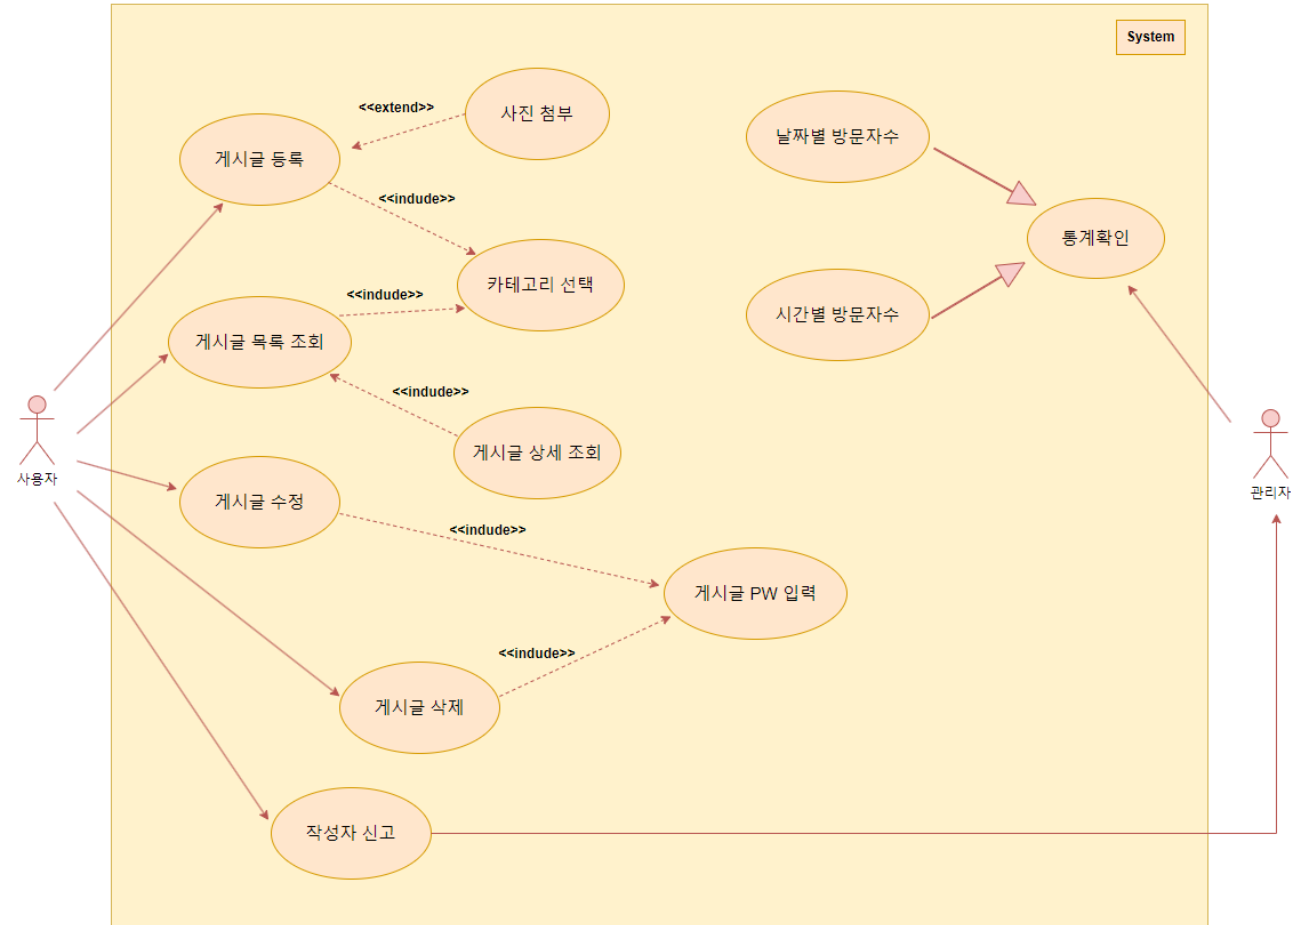 System
<<extend>>
사진 첨부
날짜별 방문자수
게시글 등록
<<indude>>
통계확인
카테고리 선택
<<indude>>
시간별 방문자수
게시글 목록 조회
<<indude>>
게시글 상세 조회
사용자
관리자
게시글 수정
<<indude>>
게시글 PW 입력
<<indude>>
게시글 삭제
작성자 신고